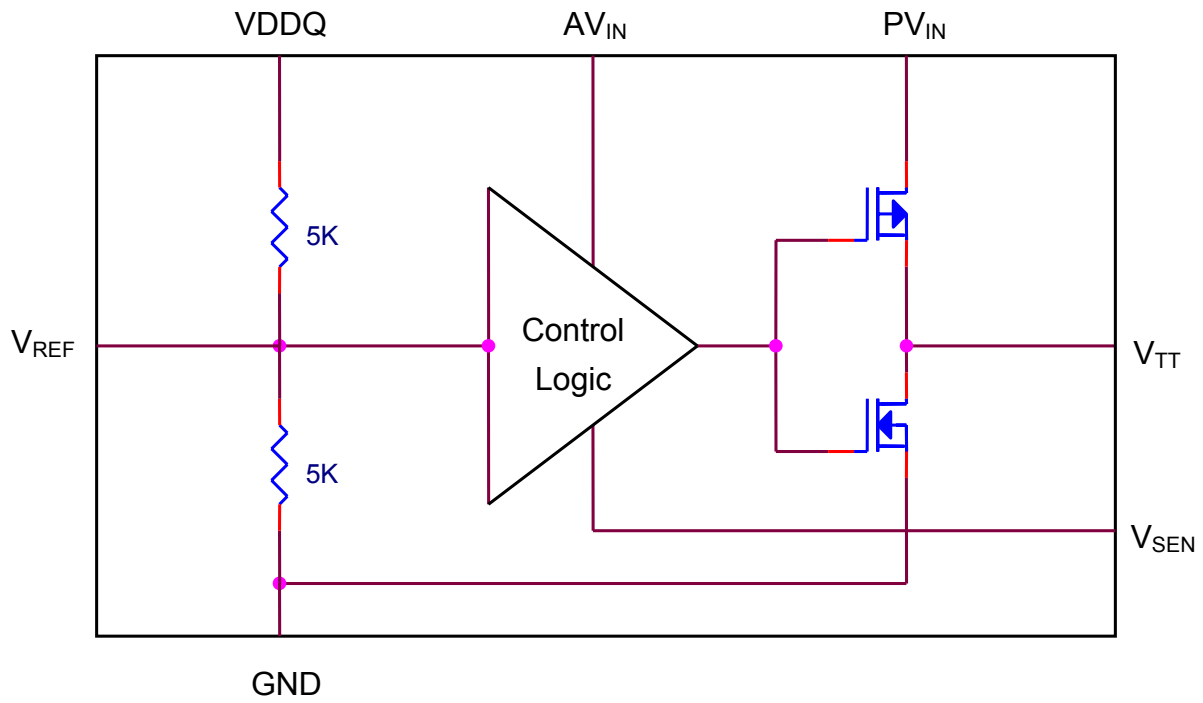 VDDQ
AVIN
PVIN
5K
Control
Logic
VREF
VTT
5K
VSEN
GND